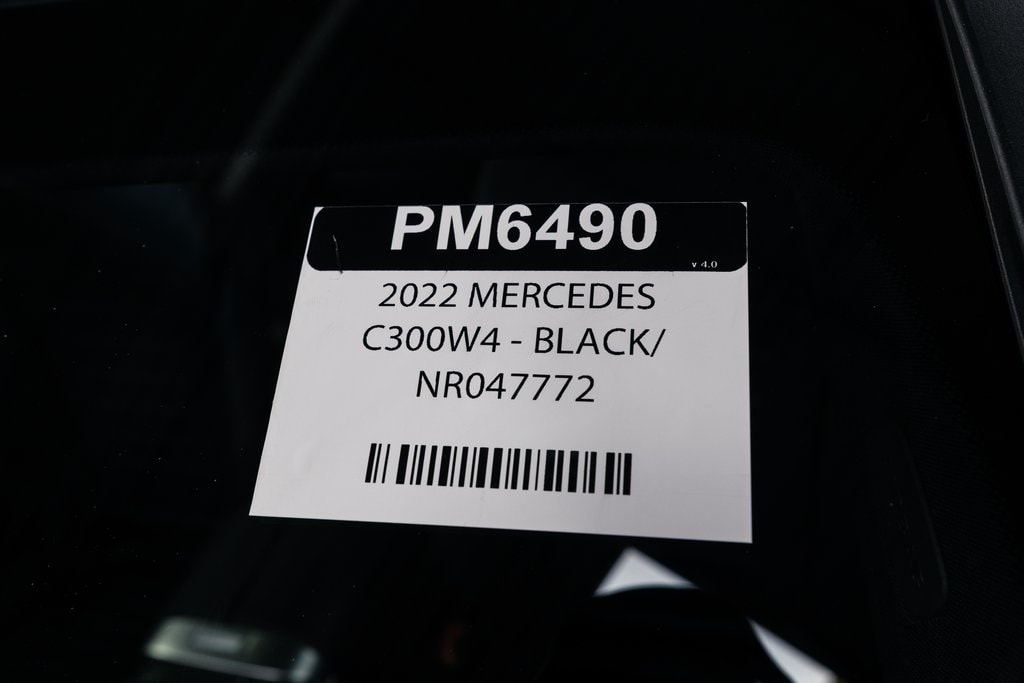 PM6490
v 4.0
2022 MERCEDES
C300W4 - BLACK/
NR047772